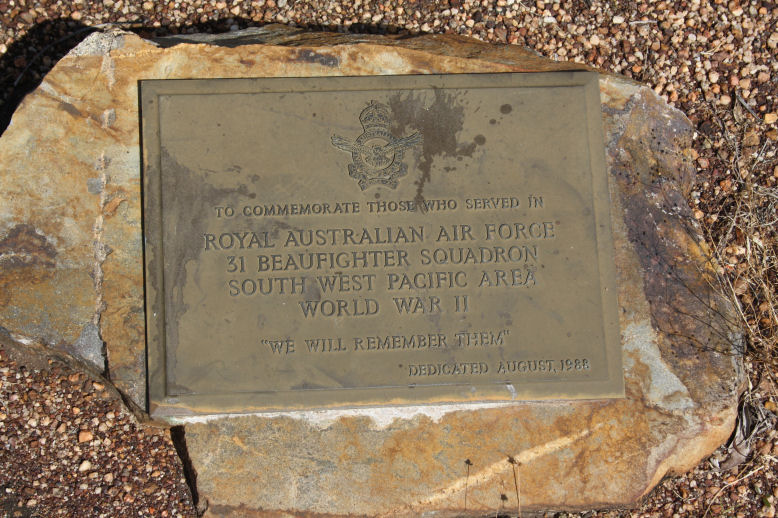 TO COMMEMORATE THOSE WHO SERVED IN
ROYAL AUSTRALIAN AIR FORCE
31 BEAUFIGHTER SQUADRON
SOUTH WEST PACIFIC AREA
WORLD WAR II
"WE WILL REMEMBER THEM"
DEDICATED AUGUST, 1988